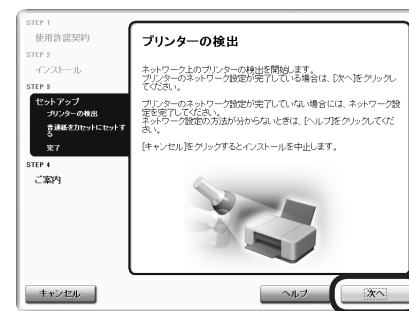 STEP 1
使用許諾契約
STEP 2
インストール
STEP 3
セットアップ
プリンターの検出
普通紙をカセットにセットす
る
完了
STEP 4
ご案内
プリンターの検出
ネットワーク上のプリンターの検出を開始します。
プリンターのネットワーク設定が完了している場合は、[次へ]をクリックし
てください。
プリンターのネットワーク設定が完了していない場合には、ネットワーク設
定を完了してください。
ネットワーク設定の方法が分からないときは、[ヘルプ]をクリックしてくだ
さい。
[キャンセル]をクリックするとインストールを中止します。
キャンセル
ヘルプ
次へ